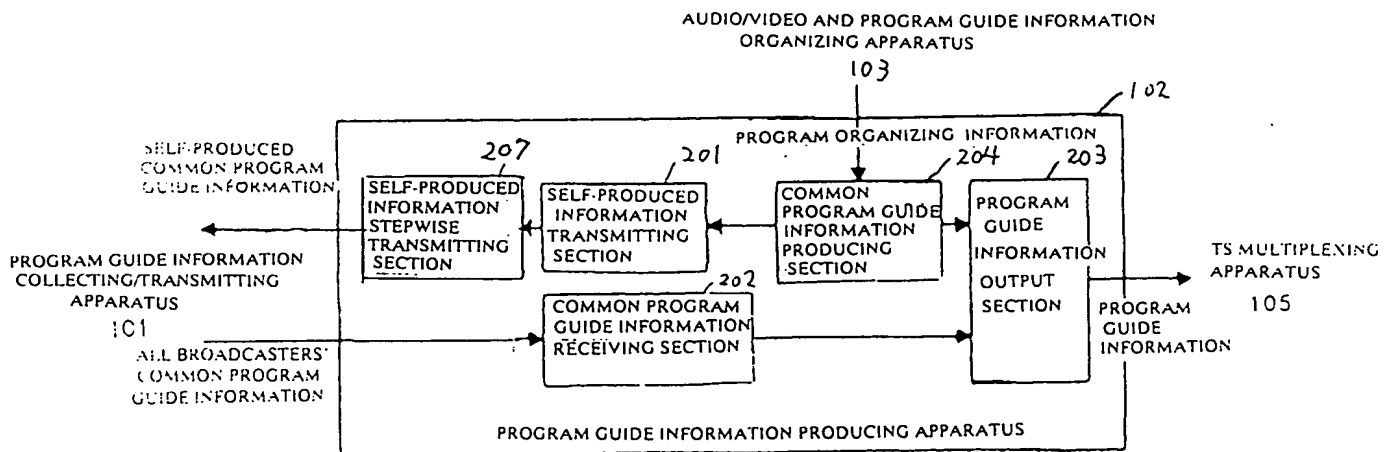 AUDIO/VIDEO AND PROGRAM GUIDE INFORMATION
ORGANIZING APPARATUS
103
102
PROGRAM ORGANIZING INFORMATION
SELF-PRODUCED
COMMON PROGRAM
GUIDE INFORMATION
207
SELF-PRODUCED
INFORMATION
STEPWISE
TRANSMITTING
SECTION
201
SELF-PRODUCED
INFORMATION
TRANSMITTING
SECTION
204
COMMON
PROGRAM GUIDE
INFORMATION
PRODUCING
SECTION
203
PROGRAM
GUIDE
INFORMATION
OUTPUT
SECTION
PROGRAM GUIDE INFORMATION
COLLECTING/TRANSMITTING
APPARATUS
101
ALL BROADCASTERS'
COMMON PROGRAM
GUIDE INFORMATION
202
COMMON PROGRAM
GUIDE INFORMATION
RECEIVING SECTION
TS MULTIPLEXING
APPARATUS
105
PROGRAM
GUIDE
INFORMATION
PROGRAM GUIDE INFORMATION PRODUCING APPARATUS